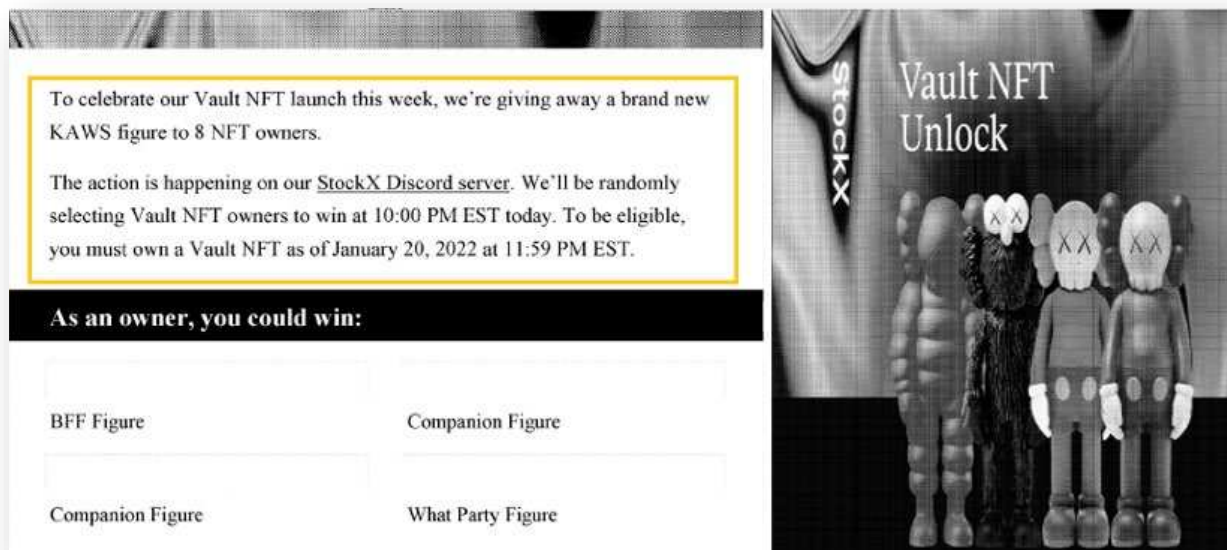 To celebrate our Vault NFT launch this week, we're giving away a brand new
KAWS figure to 8 NFT owners.
The action is happening on our StockX Discord server. We'll be randomly
selecting Vault NFT owners to win at 10:00 PM EST today. To be eligible,
you must own a Vault NFT as of January 20, 2022 at 11:59 PM EST.
As an owner, you could win:
BFF Figure
Companion Figure
Companion Figure
What Party Figure
StockX
Vault NFT
Unlock